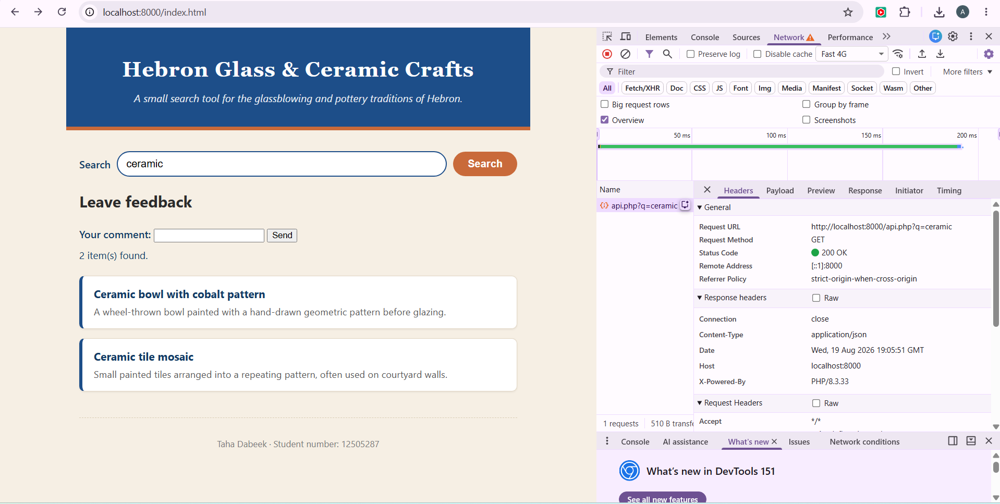 localhost:8000/index.html
A
Hebron Glass & Ceramic Crafts
A small search tool for the glassblowing and pottery traditions of Hebron.
Search
ceramic
Search
Leave feedback
Your comment:
Send
2 item(s) found.
Ceramic bowl with cobalt pattern
A wheel-thrown bowl painted with a hand-drawn geometric pattern before glazing.
Ceramic tile mosaic
Small painted tiles arranged into a repeating pattern, often used on courtyard walls.
Taha Dabeek · Student number: 12505287
Elements Console Sources Network Performance
Preserve log Disable cache Fast 4G
Filter Invert More filters
All Fetch/XHR Doc CSS JS Font Img Media Manifest Socket Wasm Other
Big request rows Group by frame
Overview Screenshots
50 ms 100 ms 150 ms 200 ms
Name
api.php?q=ceramic
1 requests 510 B transfe
Headers Payload Preview Response Initiator Timing
General
Request URL http://localhost:8000/api.php?q=ceramic
Request Method GET
Status Code 200 OK
Remote Address [::1]:8000
Referrer Policy strict-origin-when-cross-origin
Response headers Raw
Connection close
Content-Type application/json
Date Wed, 19 Aug 2026 19:05:51 GMT
Host localhost:8000
X-Powered-By PHP/8.3.33
Request Headers Raw
Accept */*
Console AI assistance What's new Issues Network conditions
What's new in DevTools 151
See all new features